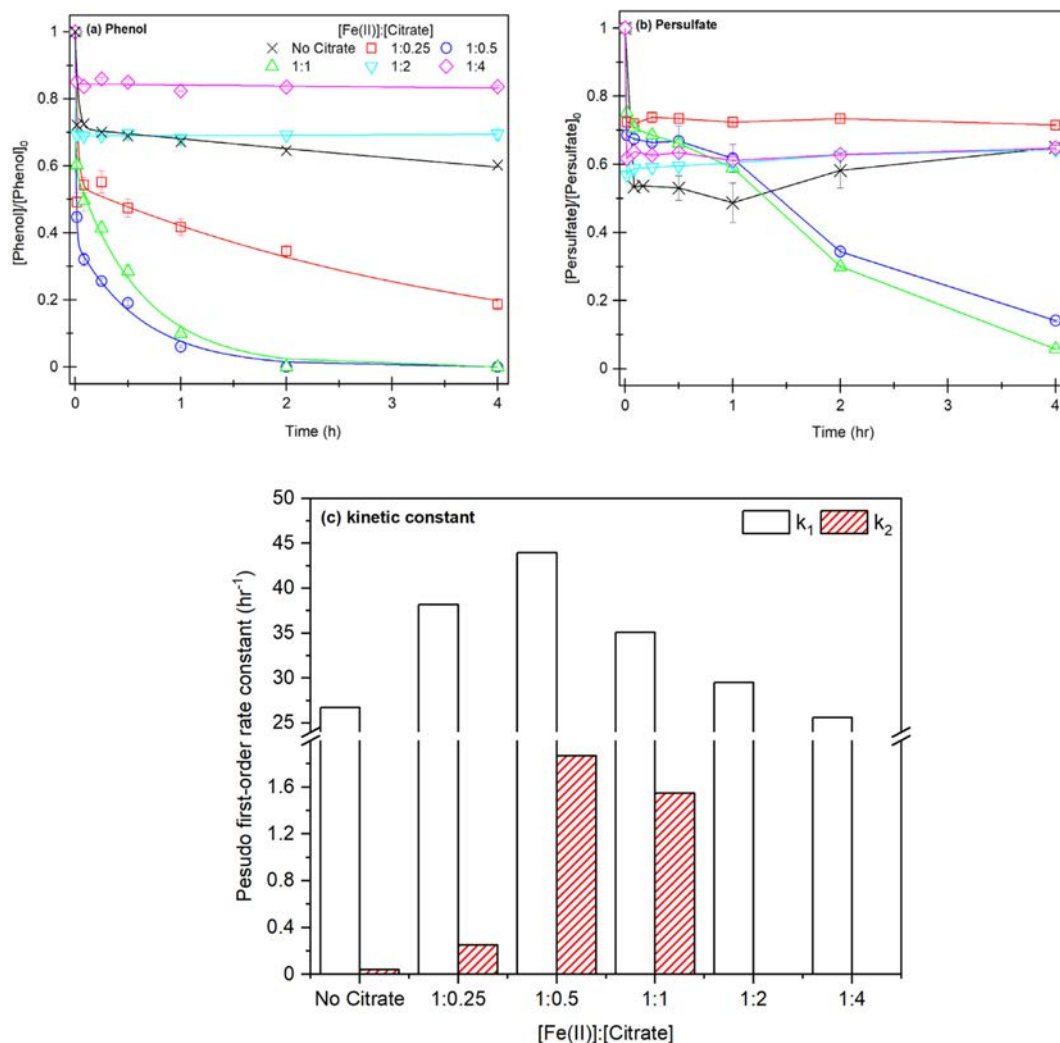 (a) Phenol
[Fe(II)]:[Citrate]
No Citrate 1:0.25 1:0.5
1:1 1:2 1:4
1
0.8
0.6
0.4
0.2
0
[Phenol]/[Phenol]₀
0 1 2 3 4
Time (h)
(b) Persulfate
1
0.8
0.6
0.4
0.2
0
[Persulfate]/[Persulfate]₀
0 1 2 3 4
Time (hr)
(c) kinetic constant
k₁ k₂
50
45
40
35
30
25
1.6
1.2
0.8
0.4
0
Pesudo first-order rate constant (hr⁻¹)
No Citrate 1:0.25 1:0.5 1:1 1:2 1:4
[Fe(II)]:[Citrate]